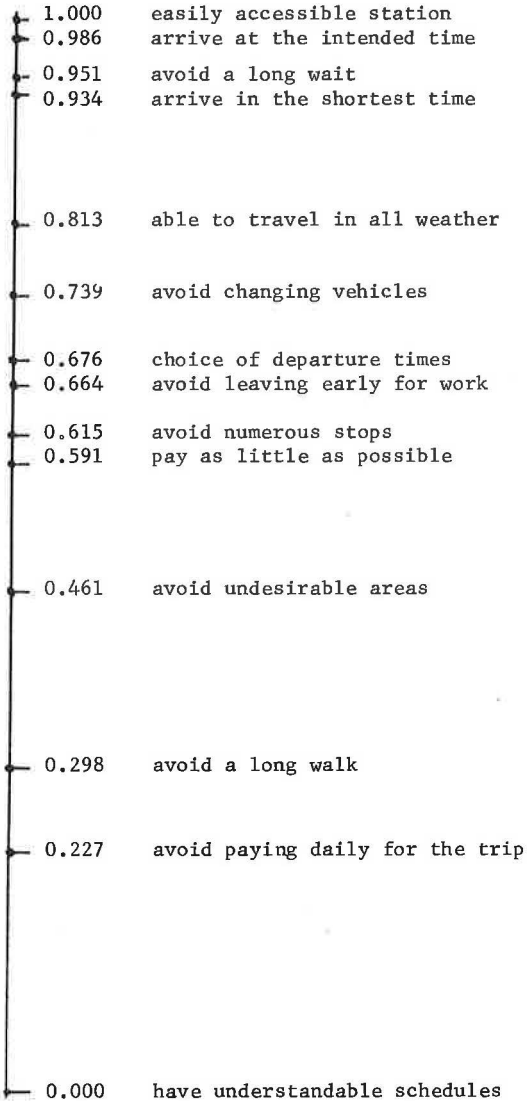 1.000 easily accessible station
0.986 arrive at the intended time
0.951 avoid a long wait
0.934 arrive in the shortest time
0.813 able to travel in all weather
0.739 avoid changing vehicles
0.676 choice of departure times
0.664 avoid leaving early for work
0.615 avoid numerous stops
0.591 pay as little as possible
0.461 avoid undesirable areas
0.298 avoid a long walk
0.227 avoid paying daily for the trip
0.000 have understandable schedules